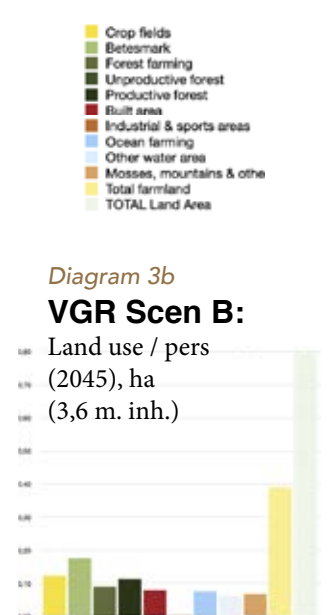 Crop fields
Betesmark
Forest farming
Unproductive forest
Productive forest
Built area
Industrial & sports areas
Ocean farming
Other water area
Mosses, mountains & othe
Total farmland
TOTAL Land Area
Diagram 3b
VGR Scen B:
Land use / pers
(2045), ha
(3,6 m. inh.)
0,10